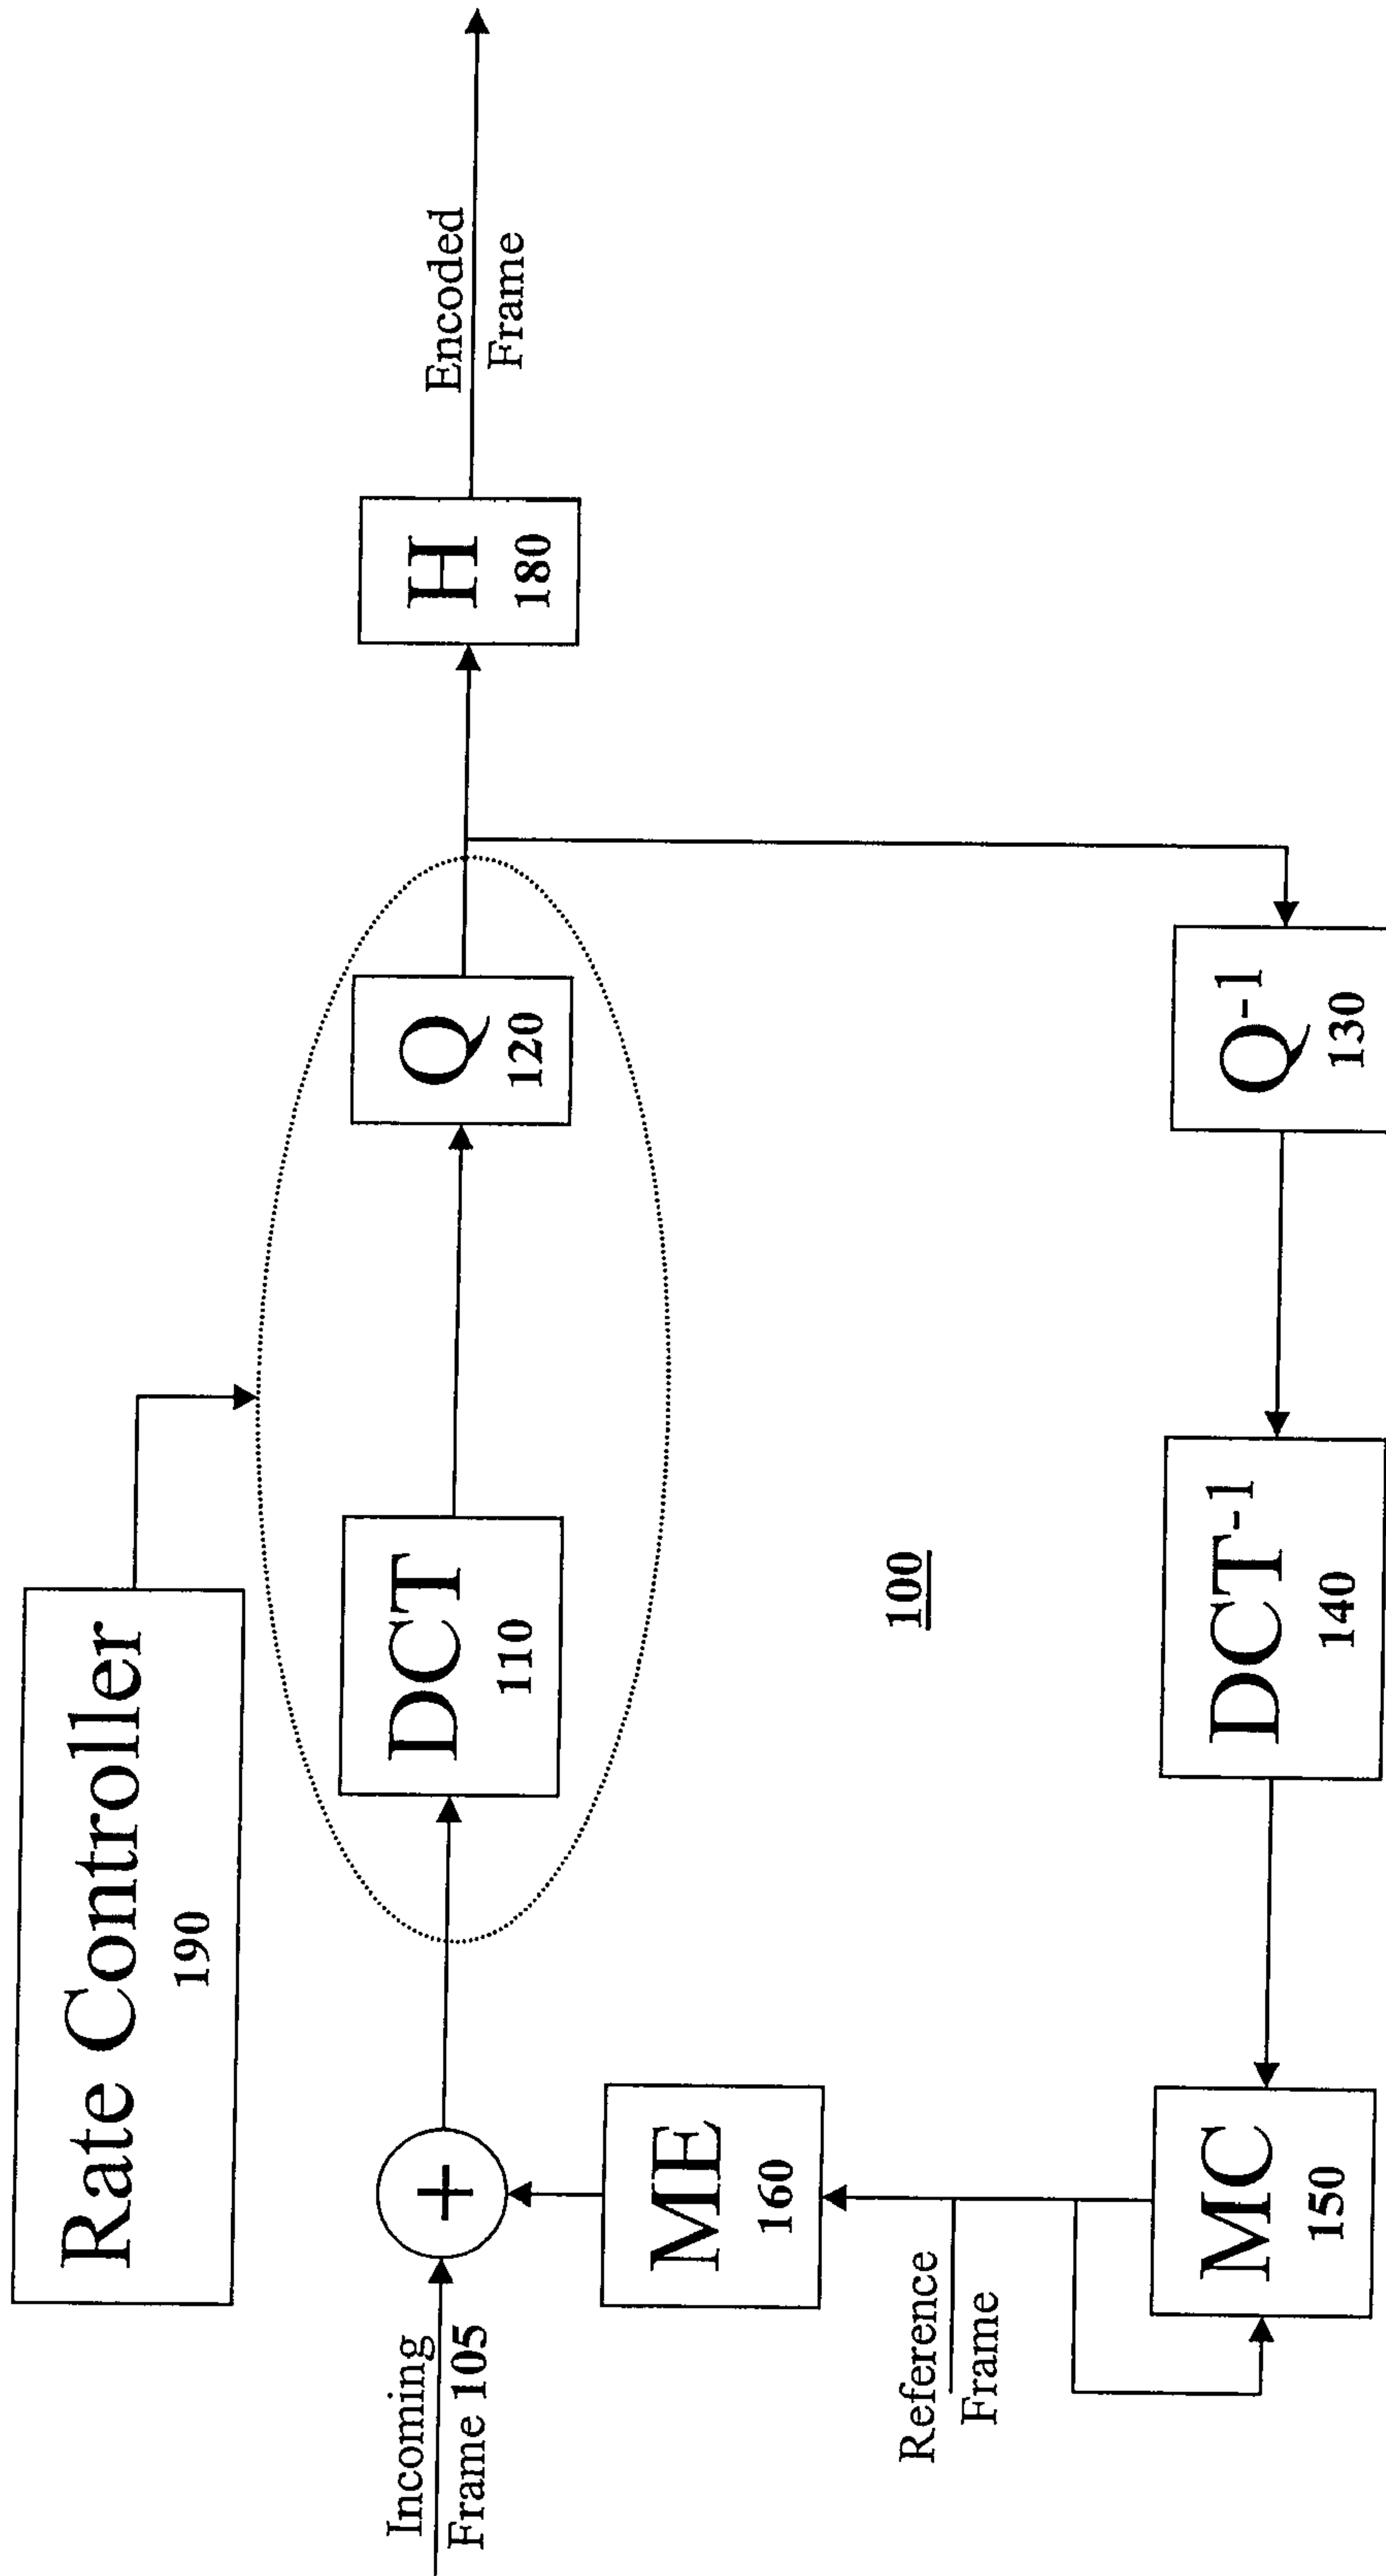 Rate Controller
190
Incoming
Frame 105
+
DCT
110
Q
120
H
180
Encoded
Frame
ME
160
100
Reference
Frame
MC
150
DCT-1
140
Q-1
130